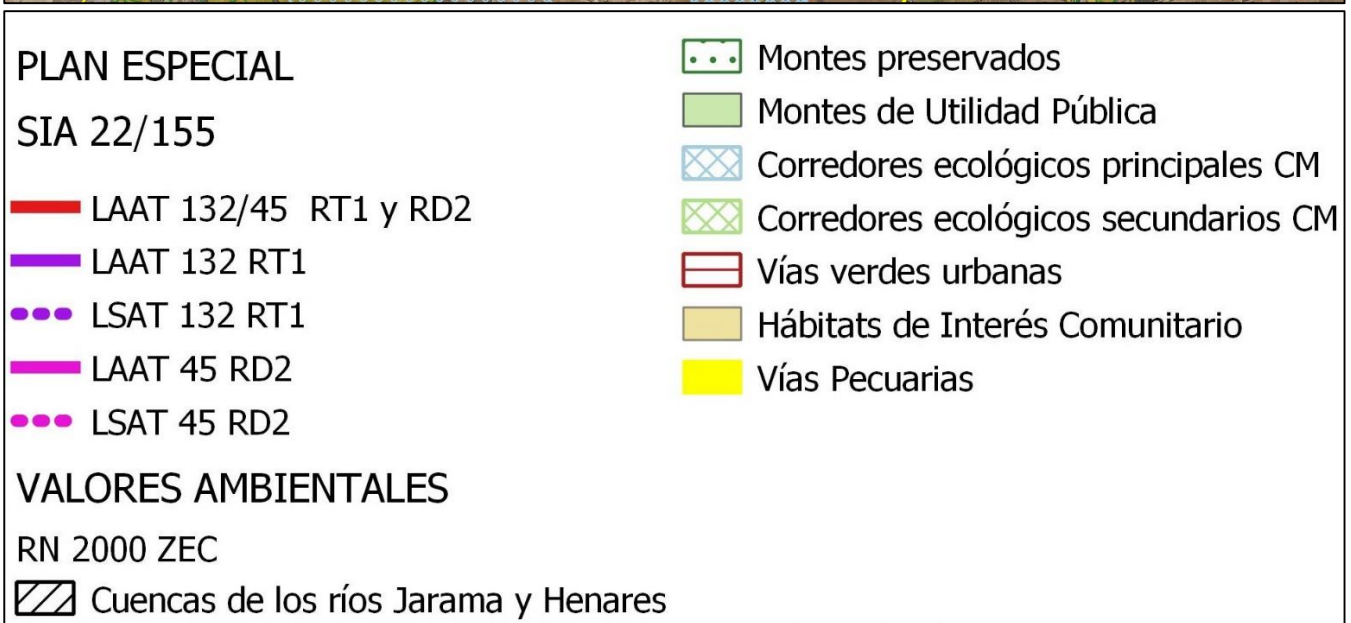 PLAN ESPECIAL
SIA 22/155
LAAT 132/45 RT1 y RD2
LAAT 132 RT1
LSAT 132 RT1
LAAT 45 RD2
LSAT 45 RD2
VALORES AMBIENTALES
RN 2000 ZEC
Cuencas de los ríos Jarama y Henares
Montes preservados
Montes de Utilidad Pública
Corredores ecológicos principales CM
Corredores ecológicos secundarios CM
Vías verdes urbanas
Hábitats de Interés Comunitario
Vías Pecuarias